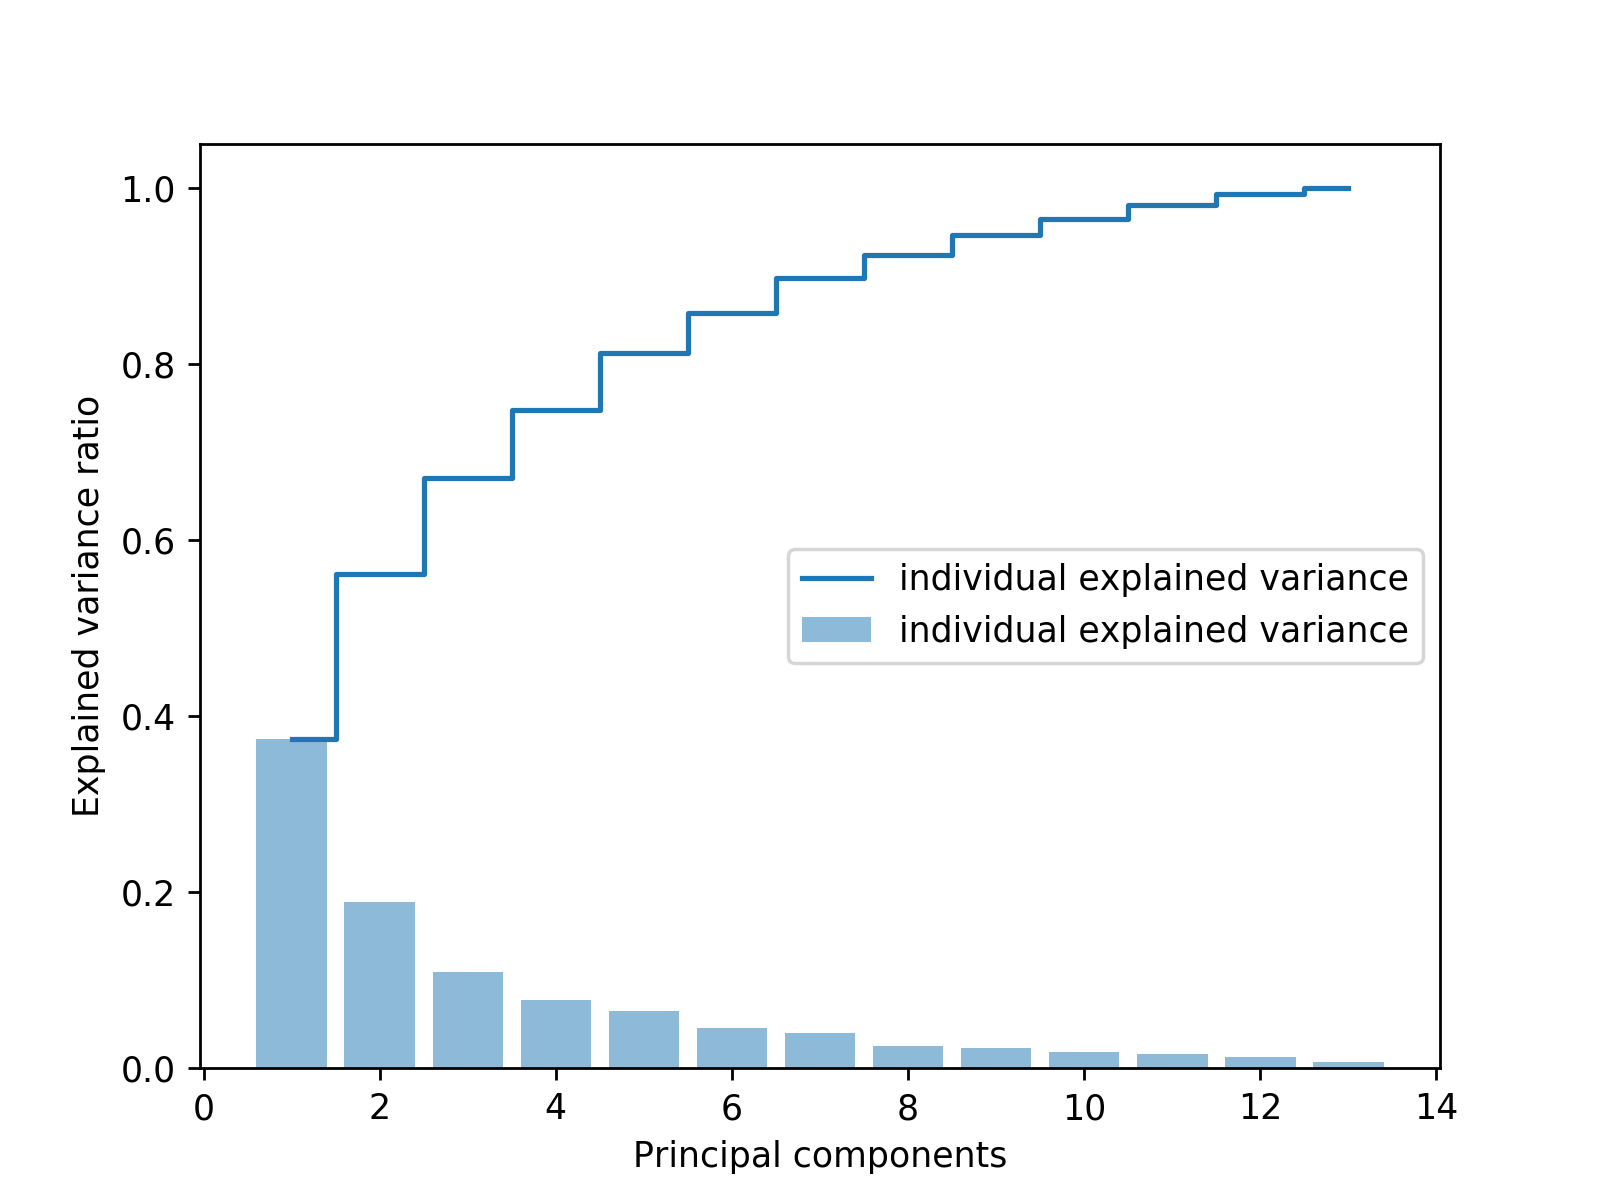 1.0
0.8
0.6
0.4
0.2
0.0
Explained variance ratio
individual explained variance
individual explained variance
0 2 4 6 8 10 12 14
Principal components